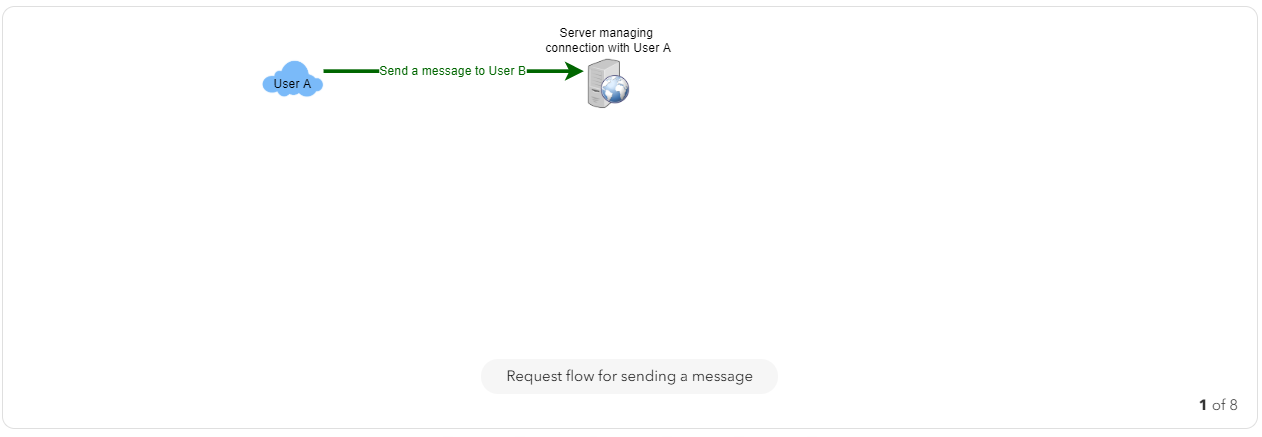 Server managing
connection with User A
User A
Send a message to User B
Request flow for sending a message
1 of 8